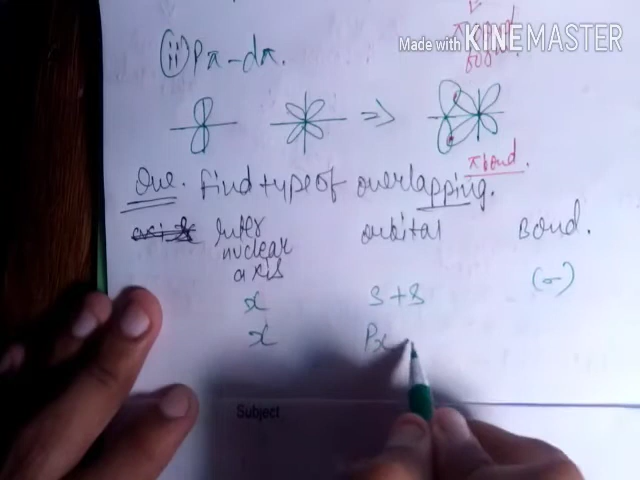 π bond
Made with KINEMASTER
(ii) Pπ-dπ.
⇒
π bond.
Que. Find type of overlapping.
Inter nuclear axis orbital Bond.
x S+S (σ)
x Px
Subject